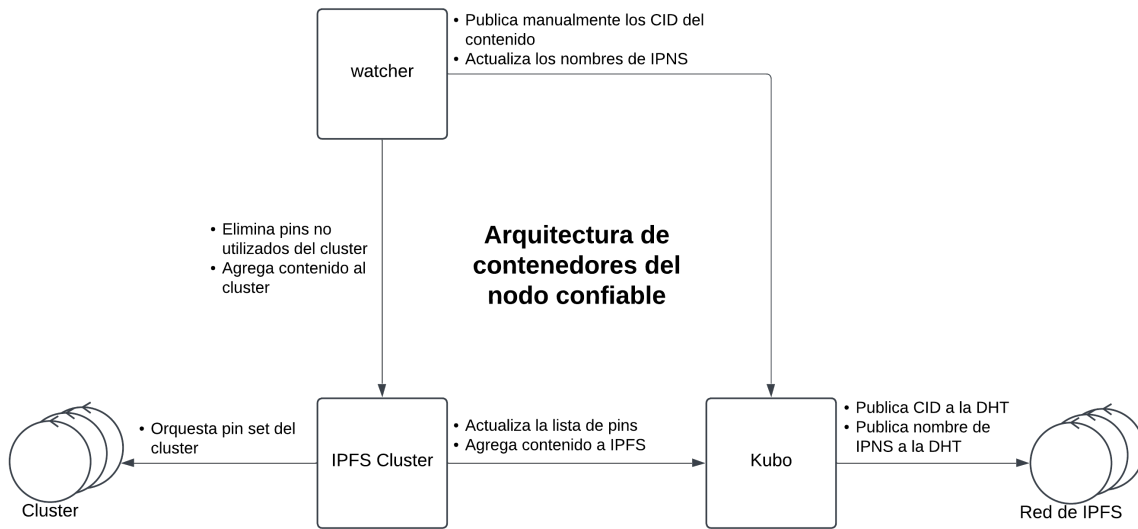 watcher
• Publica manualmente los CID del
contenido
• Actualiza los nombres de IPNS
• Elimina pins no
utilizados del cluster
• Agrega contenido al
cluster
Arquitectura de
contenedores del
nodo confiable
• Orquesta pin set del
cluster
Cluster
IPFS Cluster
• Actualiza la lista de pins
• Agrega contenido a IPFS
Kubo
• Publica CID a la DHT
• Publica nombre de
IPNS a la DHT
Red de IPFS